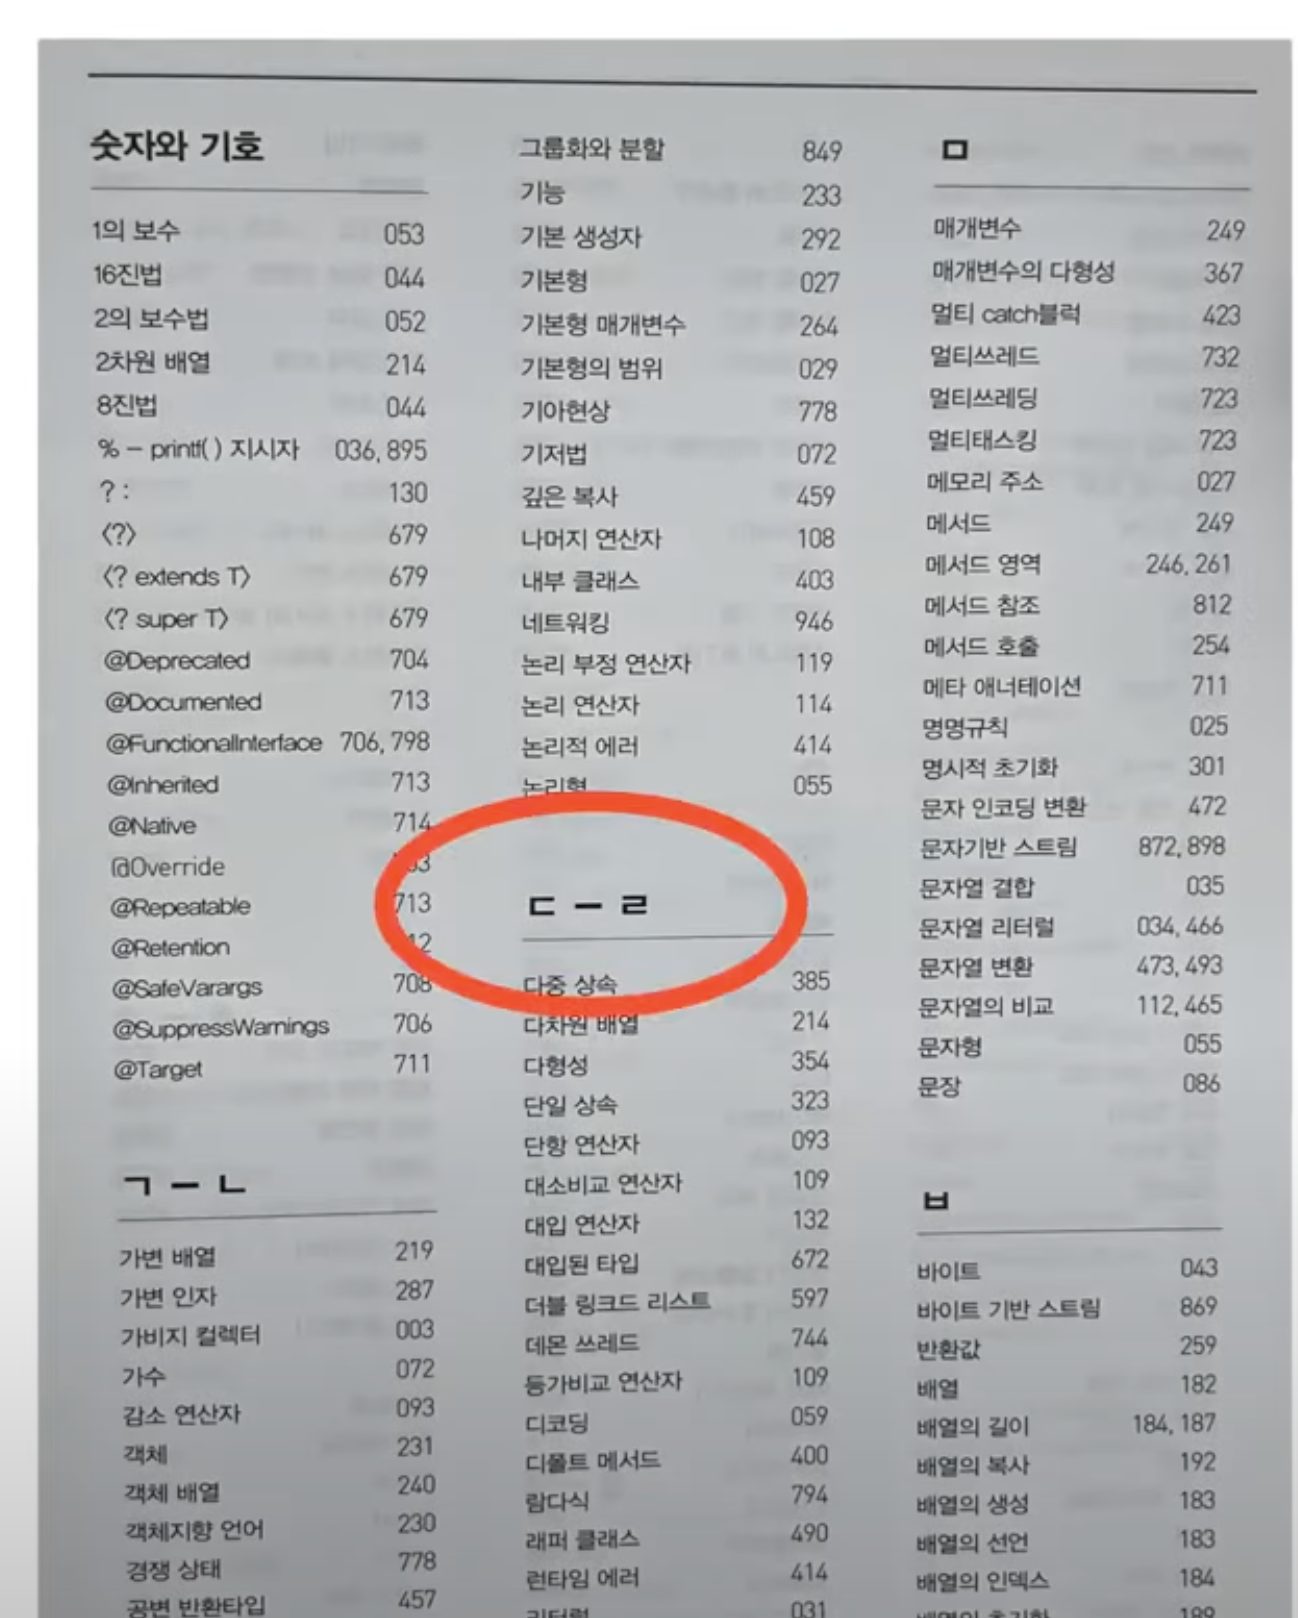 숫자와 기호
1의 보수 053
16진법 044
2의 보수법 052
2차원 배열 214
8진법 044
% – printf( ) 지시자 036, 895
? : 130
〈?〉 679
〈? extends T〉 679
〈? super T〉 679
@Deprecated 704
@Documented 713
@FunctionalInterface 706, 798
@Inherited 713
@Native 714
@Override
@Repeatable 713
@Retention
@SafeVarargs 708
@SuppressWarnings 706
@Target 711
ㄱ – ㄴ
가변 배열 219
가변 인자 287
가비지 컬렉터 003
가수 072
감소 연산자 093
객체 231
객체 배열 240
객체지향 언어 230
경쟁 상태 778
공변 반환타입 457
그룹화와 분할 849
기능 233
기본 생성자 292
기본형 027
기본형 매개변수 264
기본형의 범위 029
기아현상 778
기저법 072
깊은 복사 459
나머지 연산자 108
내부 클래스 403
네트워킹 946
논리 부정 연산자 119
논리 연산자 114
논리적 에러 414
논리형 055
ㄷ – ㄹ
다중 상속 385
다차원 배열 214
다형성 354
단일 상속 323
단항 연산자 093
대소비교 연산자 109
대입 연산자 132
대입된 타입 672
더블 링크드 리스트 597
데몬 쓰레드 744
등가비교 연산자 109
디코딩 059
디폴트 메서드 400
람다식 794
래퍼 클래스 490
런타임 에러 414
리터럴 031
ㅁ
매개변수 249
매개변수의 다형성 367
멀티 catch블럭 423
멀티쓰레드 732
멀티쓰레딩 723
멀티태스킹 723
메모리 주소 027
메서드 249
메서드 영역 246, 261
메서드 참조 812
메서드 호출 254
메타 애너테이션 711
명명규칙 025
명시적 초기화 301
문자 인코딩 변환 472
문자기반 스트림 872, 898
문자열 결합 035
문자열 리터럴 034, 466
문자열 변환 473, 493
문자열의 비교 112, 465
문자형 055
문장 086
ㅂ
바이트 043
바이트 기반 스트림 869
반환값 259
배열 182
배열의 길이 184, 187
배열의 복사 192
배열의 생성 183
배열의 선언 183
배열의 인덱스 184
배열의 초기화 189